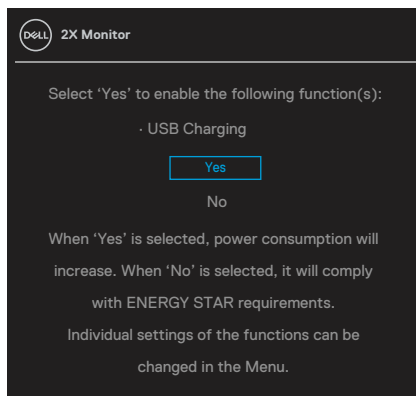 DELL 2X Monitor
Select ‘Yes’ to enable the following function(s):
· USB Charging
Yes
No
When ‘Yes’ is selected, power consumption will
increase. When ‘No’ is selected, it will comply
with ENERGY STAR requirements.
Individual settings of the functions can be
changed in the Menu.